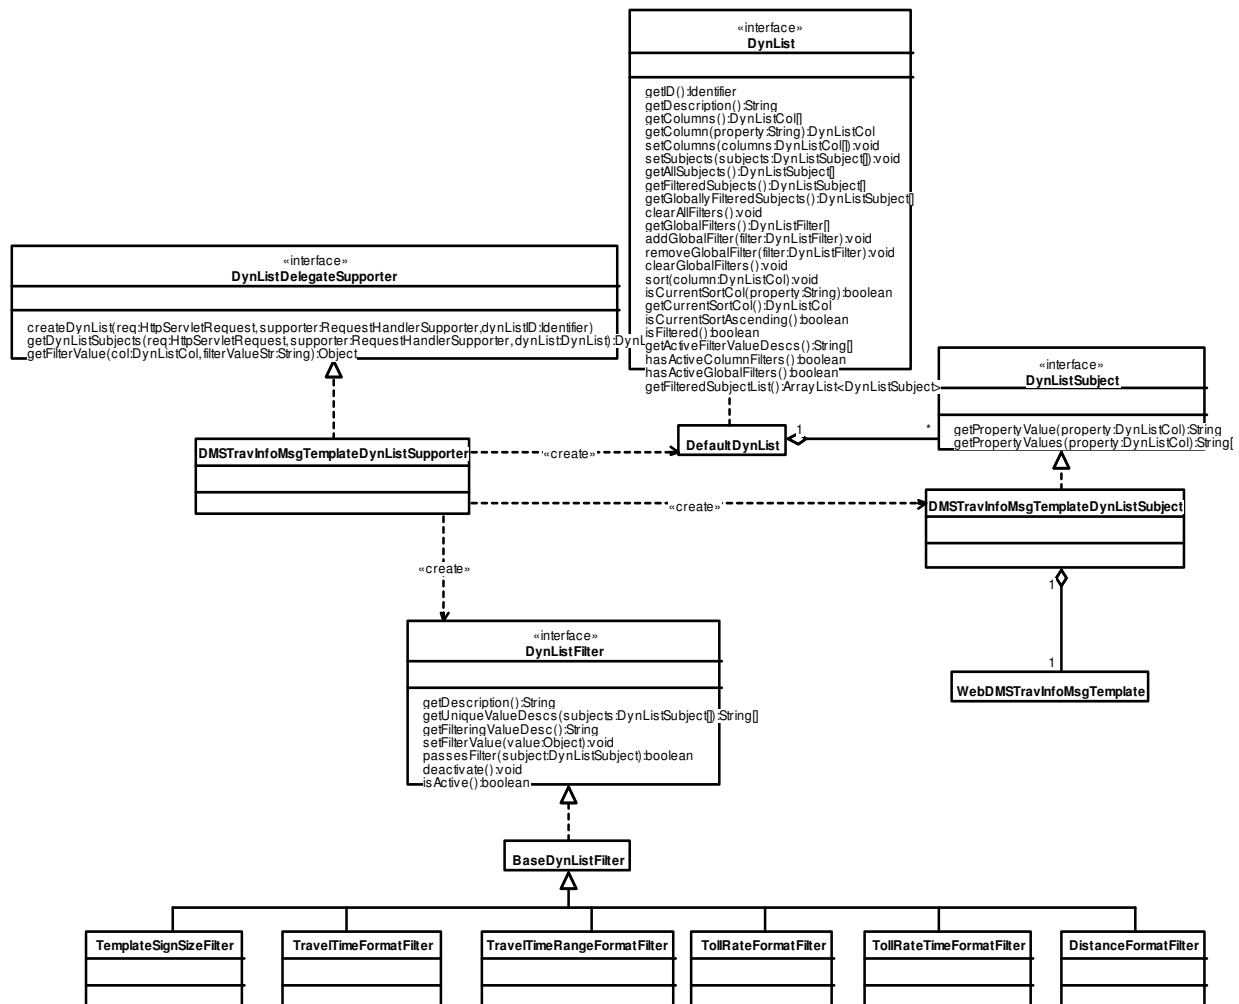 «interface»
DynList
getID():Identifier
getDescription():String
getColumns():DynListCol[]
getColumn(property:String):DynListCol
setColumns(columns:DynListCol[]):void
setSubjects(subjects:DynListSubject[]):void
getAllSubjects():DynListSubject[]
getFilteredSubjects():DynListSubject[]
getGloballyFilteredSubjects():DynListSubject[]
clearAllFilters():void
getGlobalFilters():DynListFilter[]
addGlobalFilter(filter:DynListFilter):void
removeGlobalFilter(filter:DynListFilter):void
clearGlobalFilters():void
sort(column:DynListCol):void
isCurrentSortCol(property:String):boolean
getCurrentSortCol():DynListCol
isCurrentSortAscending():boolean
isFiltered():boolean
getActiveFilterValueDescs():String[]
hasActiveColumnFilters():boolean
hasActiveGlobalFilters():boolean
getFilteredSubjectList():ArrayList<DynListSubject>
«interface»
DynListDelegateSupporter
createDynList(req:HttpServletRequest,supporter:RequestHandlerSupporter,dynListID:Identifier)
getDynListSubjects(req:HttpServletRequest,supporter:RequestHandlerSupporter,dynList:DynList):DynL
getFilterValue(col:DynListCol,filterValueStr:String):Object
«interface»
DynListSubject
getPropertyValue(property:DynListCol):String
getPropertyValues(property:DynListCol):String[
DMSTravInfoMsgTemplateDynListSupporter
«create»
DefaultDynList
1
*
«create»
DMSTravInfoMsgTemplateDynListSubject
«create»
1
1
WebDMSTravInfoMsgTemplate
«interface»
DynListFilter
getDescription():String
getUniqueValueDescs(subjects:DynListSubject[]):String[]
getFilteringValueDesc():String
setFilterValue(value:Object):void
passesFilter(subject:DynListSubject):boolean
deactivate():void
isActive():boolean
BaseDynListFilter
TemplateSignSizeFilter
TravelTimeFormatFilter
TravelTimeRangeFormatFilter
TollRateFormatFilter
TollRateTimeFormatFilter
DistanceFormatFilter